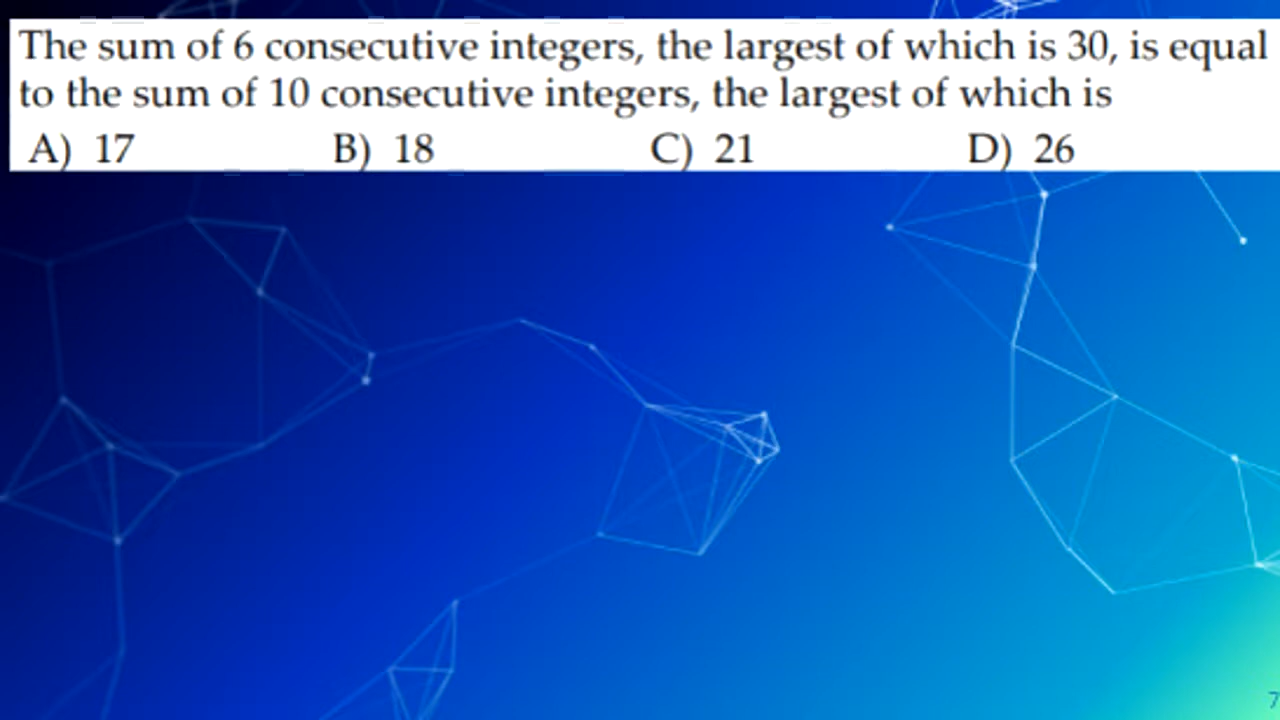 The sum of 6 consecutive integers, the largest of which is 30, is equal
to the sum of 10 consecutive integers, the largest of which is
A) 17 B) 18 C) 21 D) 26
7